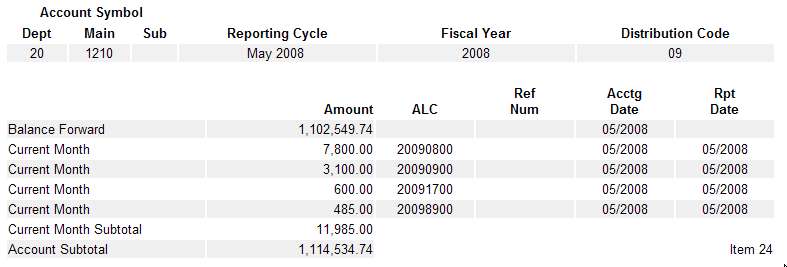 Account Symbol
Dept Main Sub Reporting Cycle Fiscal Year Distribution Code
20 1210 May 2008 2008 09
Ref Acctg Rpt
Amount ALC Num Date Date
Balance Forward 1,102,549.74 05/2008
Current Month 7,800.00 20090800 05/2008 05/2008
Current Month 3,100.00 20090900 05/2008 05/2008
Current Month 600.00 20091700 05/2008 05/2008
Current Month 485.00 20098900 05/2008 05/2008
Current Month Subtotal 11,985.00
Account Subtotal 1,114,534.74 Item 24